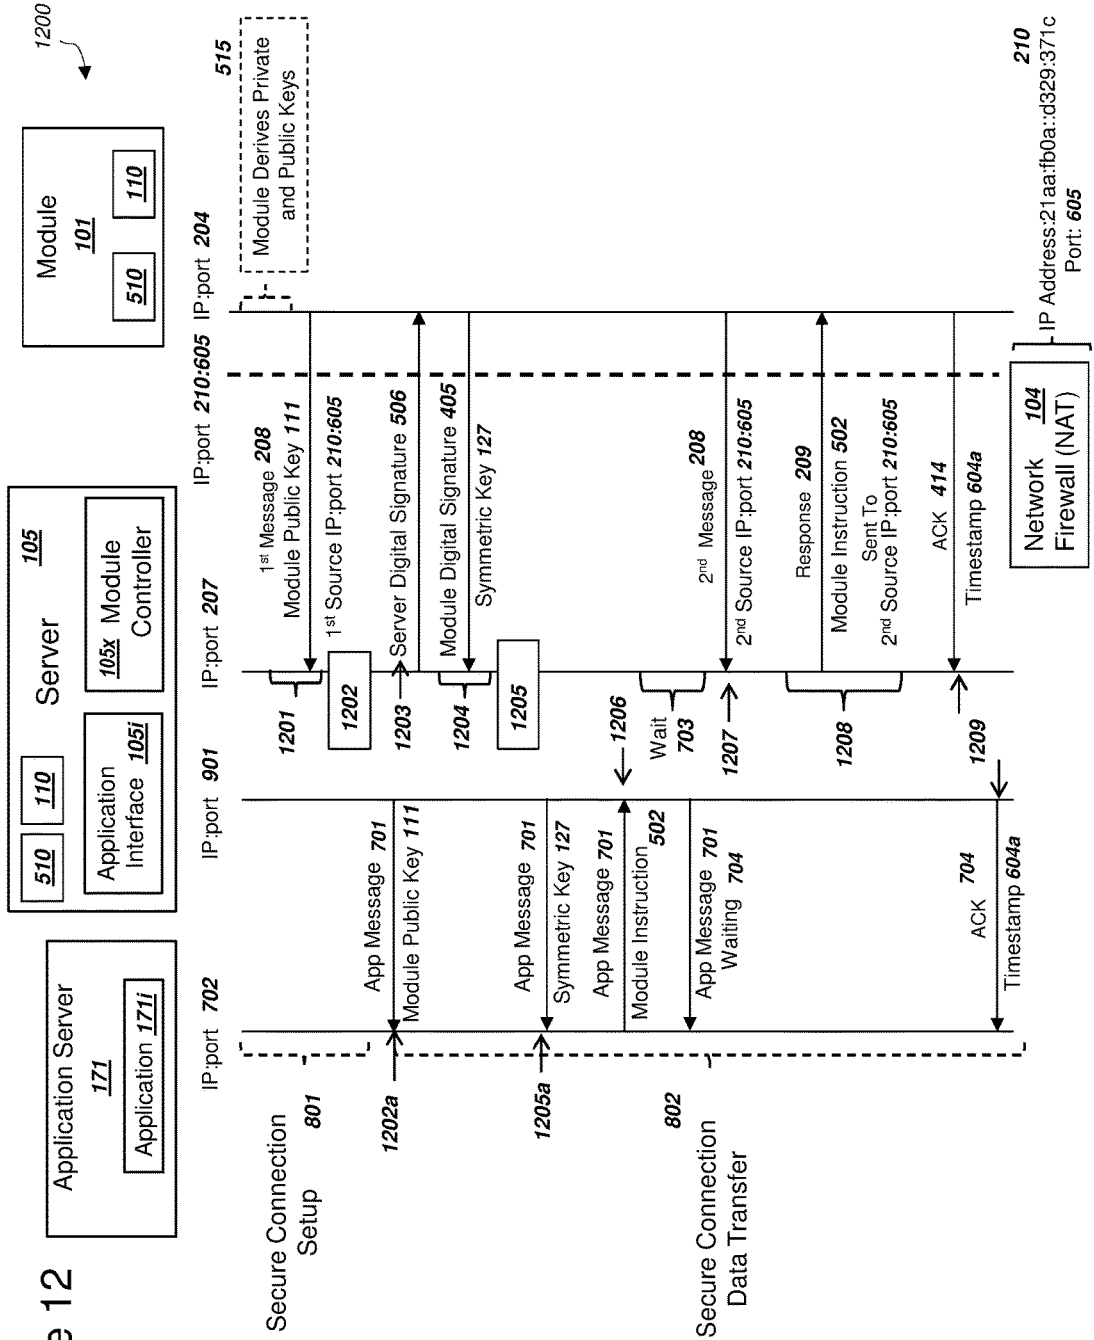 e 12
1200
Application Server
171
Application 171i
Server
105
510
110
Application
Interface 105i
105x Module
Controller
Module
101
510
110
IP:port 702
IP:port 901
IP:port 207
IP:port 210:605
IP:port 204
515
Module Derives Private
and Public Keys
Secure Connection
Setup
801
1201
1st Message 208
Module Public Key 111
1st Source IP:port 210:605
1202
1202a
App Message 701
Module Public Key 111
1203
Server Digital Signature 506
1204
Module Digital Signature 405
Symmetric Key 127
1205
1205a
App Message 701
Symmetric Key 127
App Message 701
Module Instruction
502
1206
Secure Connection
Data Transfer
802
App Message 701
Waiting 704
Wait
703
1207
2nd Message 208
2nd Source IP:port 210:605
1208
Response 209
Module Instruction 502
Sent To
2nd Source IP:port 210:605
1209
ACK 414
Timestamp 604a
ACK 704
Timestamp 604a
Network 104
Firewall (NAT)
210
IP Address:21aa:fb0a::d329:371c
Port: 605